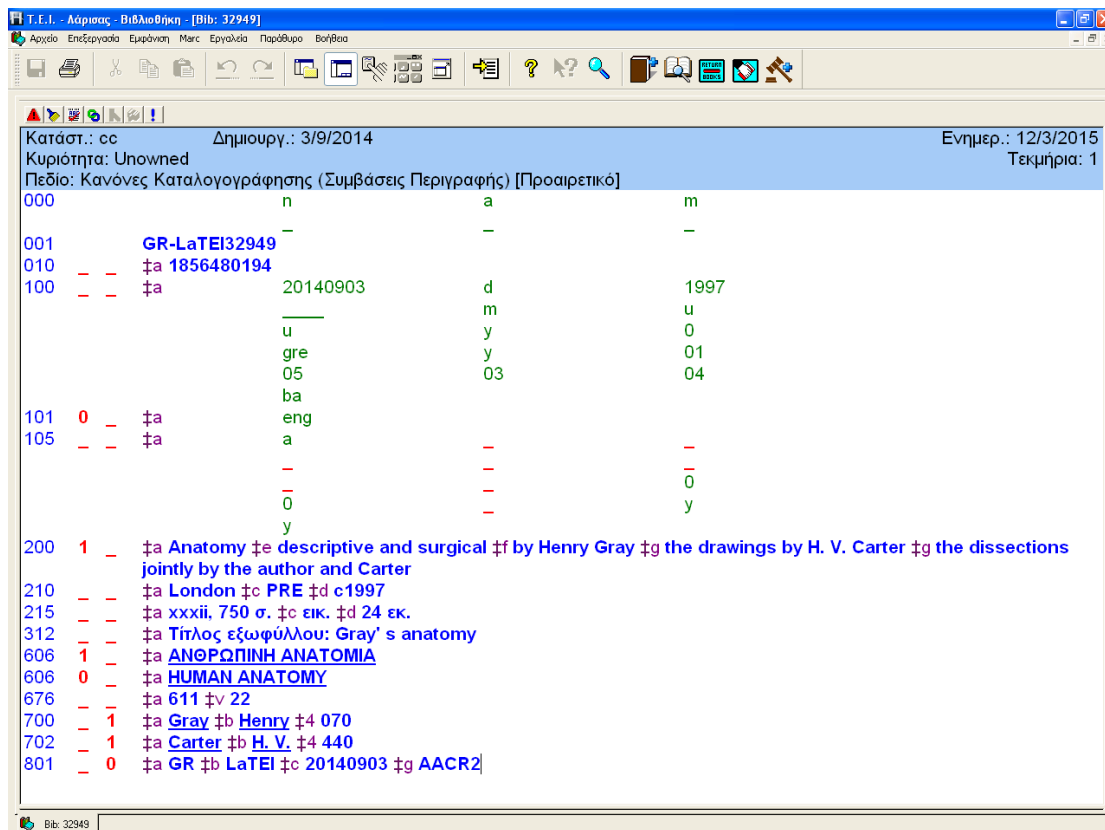 Τ.Ε.Ι. - Λάρισας - Βιβλιοθήκη - [Bib: 32949]
Αρχείο Επεξεργασία Εμφάνιση Marc Εργαλεία Παράθυρο Βοήθεια
RETURN BOOKS
Κατάστ.: cc Δημιουργ.: 3/9/2014 Ενημερ.: 12/3/2015
Κυριότητα: Unowned Τεκμήρια: 1
Πεδίο: Κανόνες Καταλογογράφησης (Συμβάσεις Περιγραφής) [Προαιρετικό]
000 n a m
_ _ _
001 GR-LaTEI32949
010 _ _ ‡a 1856480194
100 _ _ ‡a 20140903 d 1997
____ m u
u y 0
gre y 01
05 03 04
ba
101 0 _ ‡a eng
105 _ _ ‡a a _ _
_ _ _
_ _ 0
0 _ y
y
200 1 _ ‡a Anatomy ‡e descriptive and surgical ‡f by Henry Gray ‡g the drawings by H. V. Carter ‡g the dissections
jointly by the author and Carter
210 _ _ ‡a London ‡c PRE ‡d c1997
215 _ _ ‡a xxxii, 750 σ. ‡c εικ. ‡d 24 εκ.
312 _ _ ‡a Τίτλος εξωφύλλου: Gray' s anatomy
606 1 _ ‡a ΑΝΘΡΩΠΙΝΗ ΑΝΑΤΟΜΙΑ
606 0 _ ‡a HUMAN ANATOMY
676 _ _ ‡a 611 ‡v 22
700 _ 1 ‡a Gray ‡b Henry ‡4 070
702 _ 1 ‡a Carter ‡b H. V. ‡4 440
801 _ 0 ‡a GR ‡b LaTEI ‡c 20140903 ‡g AACR2
Bib: 32949